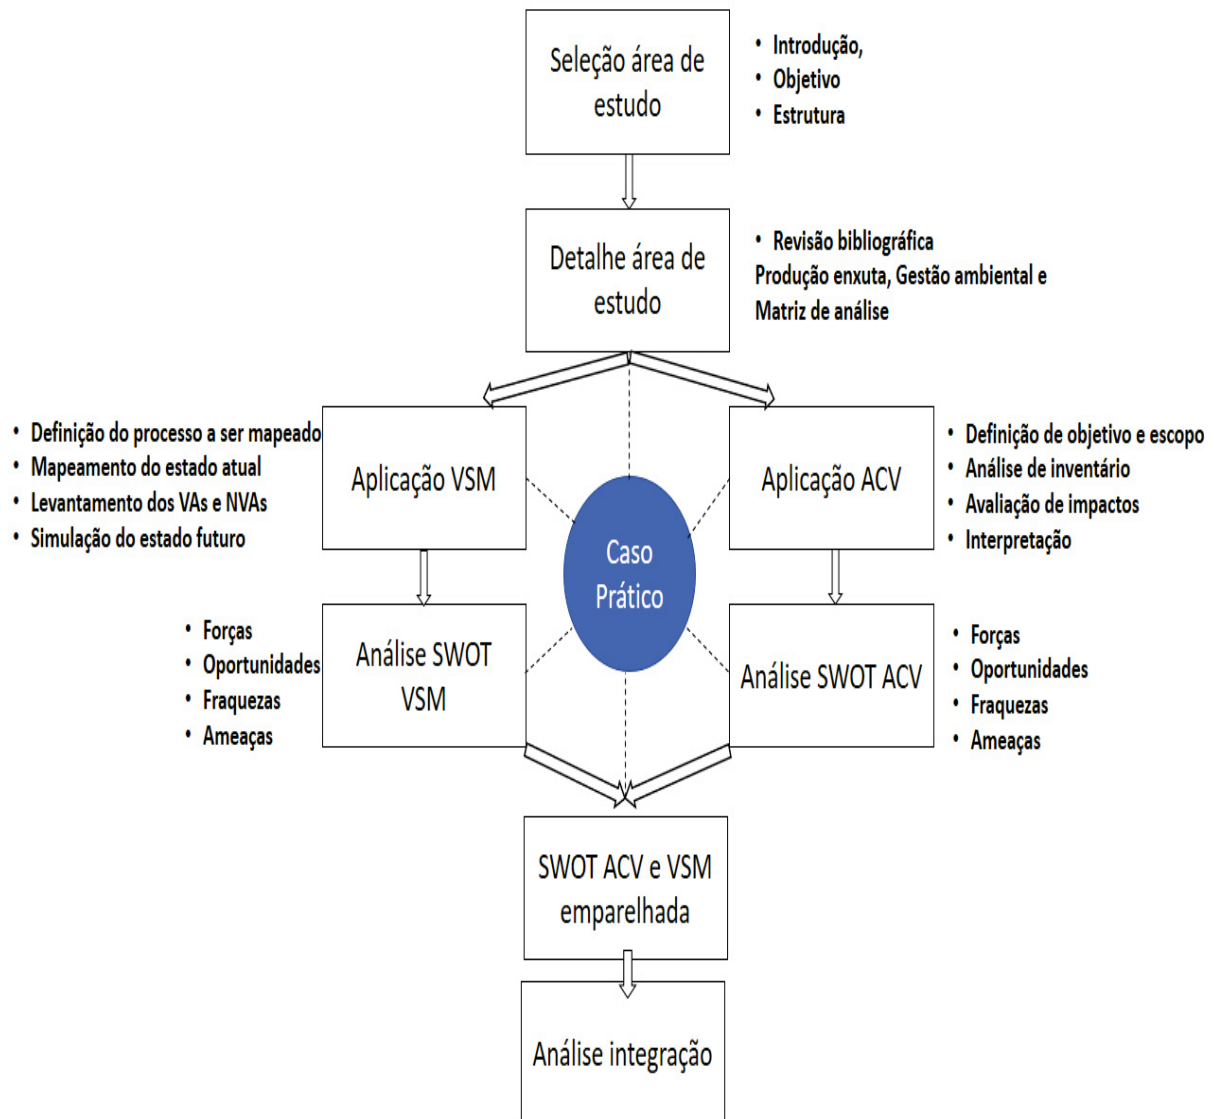 Seleção área de
estudo
• Introdução,
• Objetivo
• Estrutura
Detalhe área de
estudo
• Revisão bibliográfica
Produção enxuta, Gestão ambiental e
Matriz de análise
• Definição do processo a ser mapeado
• Mapeamento do estado atual
• Levantamento dos VAs e NVAs
• Simulação do estado futuro
Aplicação VSM
Aplicação ACV
• Definição de objetivo e escopo
• Análise de inventário
• Avaliação de impactos
• Interpretação
Caso
Prático
• Forças
• Oportunidades
• Fraquezas
• Ameaças
Análise SWOT
VSM
Análise SWOT ACV
• Forças
• Oportunidades
• Fraquezas
• Ameaças
SWOT ACV e VSM
emparelhada
Análise integração